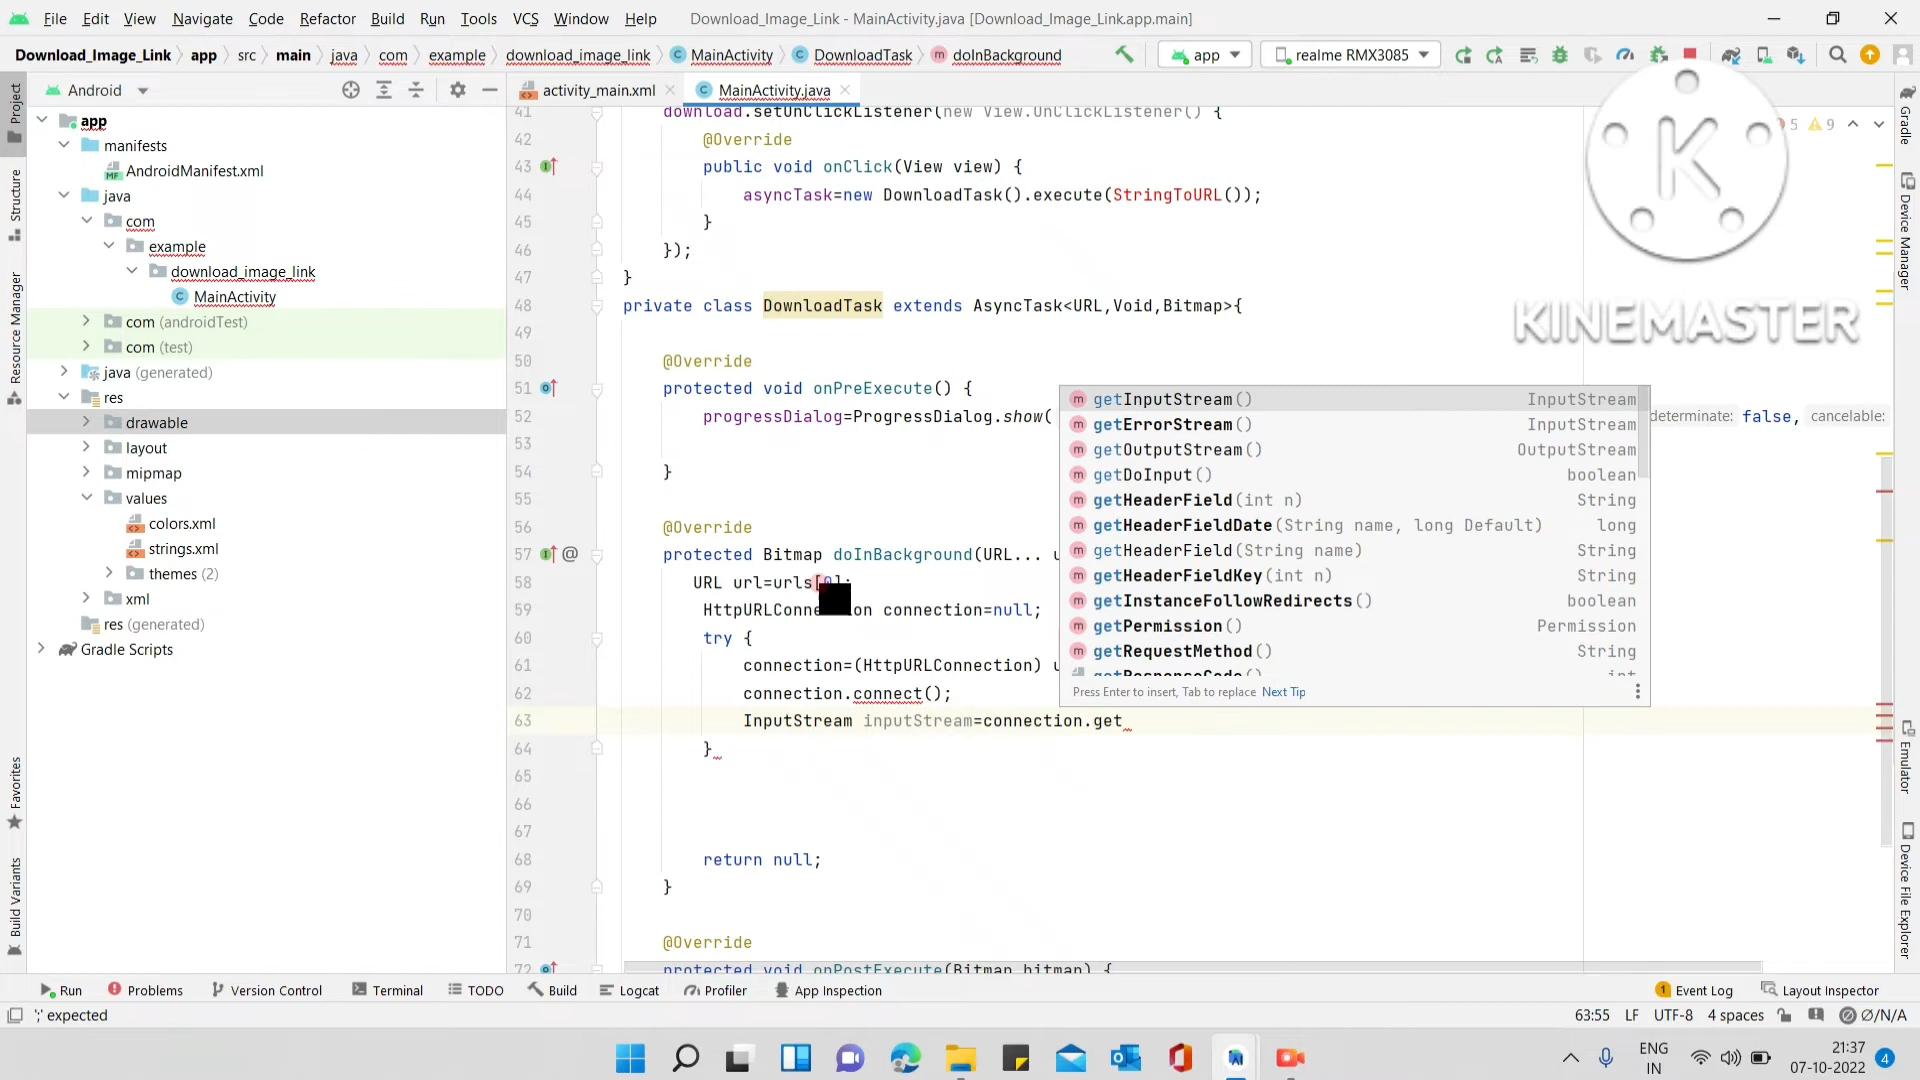 File Edit View Navigate Code Refactor Build Run Tools VCS Window Help Download_Image_Link - MainActivity.java [Download_Image_Link.app.main]
Download_Image_Link app src main java com example download_image_link MainActivity DownloadTask doInBackground app realme RMX3085
Android
activity_main.xml MainActivity.java
app
manifests
AndroidManifest.xml
java
com
example
download_image_link
MainActivity
com (androidTest)
com (test)
java (generated)
res
drawable
layout
mipmap
values
colors.xml
strings.xml
themes (2)
xml
res (generated)
Gradle Scripts
Project
Structure
Resource Manager
Favorites
Build Variants
41 download.setOnClickListener(new View.OnClickListener() {
42 @Override
43 public void onClick(View view) {
44 asyncTask=new DownloadTask().execute(StringToURL());
45 }
46 });
47 }
48 private class DownloadTask extends AsyncTask<URL,Void,Bitmap>{
49
50 @Override
51 protected void onPreExecute() {
52 progressDialog=ProgressDialog.show( determinate: false, cancelable:
53
54 }
55
56 @Override
57 @ protected Bitmap doInBackground(URL...
58 URL url=urls[0];
59 connection=null;
60 try {
61 connection=(HttpURLConnection)
62 connection.connect();
63 InputStream inputStream=connection.get
64 }
65
66
67
68 return null;
69 }
70
71 @Override
72 protected void onPostExecute(Bitmap bitmap) {
getInputStream() InputStream
getErrorStream() InputStream
getOutputStream() OutputStream
getDoInput() boolean
getHeaderField(int n) String
getHeaderFieldDate(String name, long Default) long
getHeaderField(String name) String
getHeaderFieldKey(int n) String
getInstanceFollowRedirects() boolean
getPermission() Permission
getRequestMethod() String
getResponseCode() int
Press Enter to insert, Tab to replace Next Tip
5 9
K
KINEMASTER
Gradle
Device Manager
Emulator
Device File Explorer
Run Problems Version Control Terminal TODO Build Logcat Profiler App Inspection 1 Event Log Layout Inspector
';' expected 63:55 LF UTF-8 4 spaces Ø/N/A
ENG
IN
21:37
07-10-2022
4